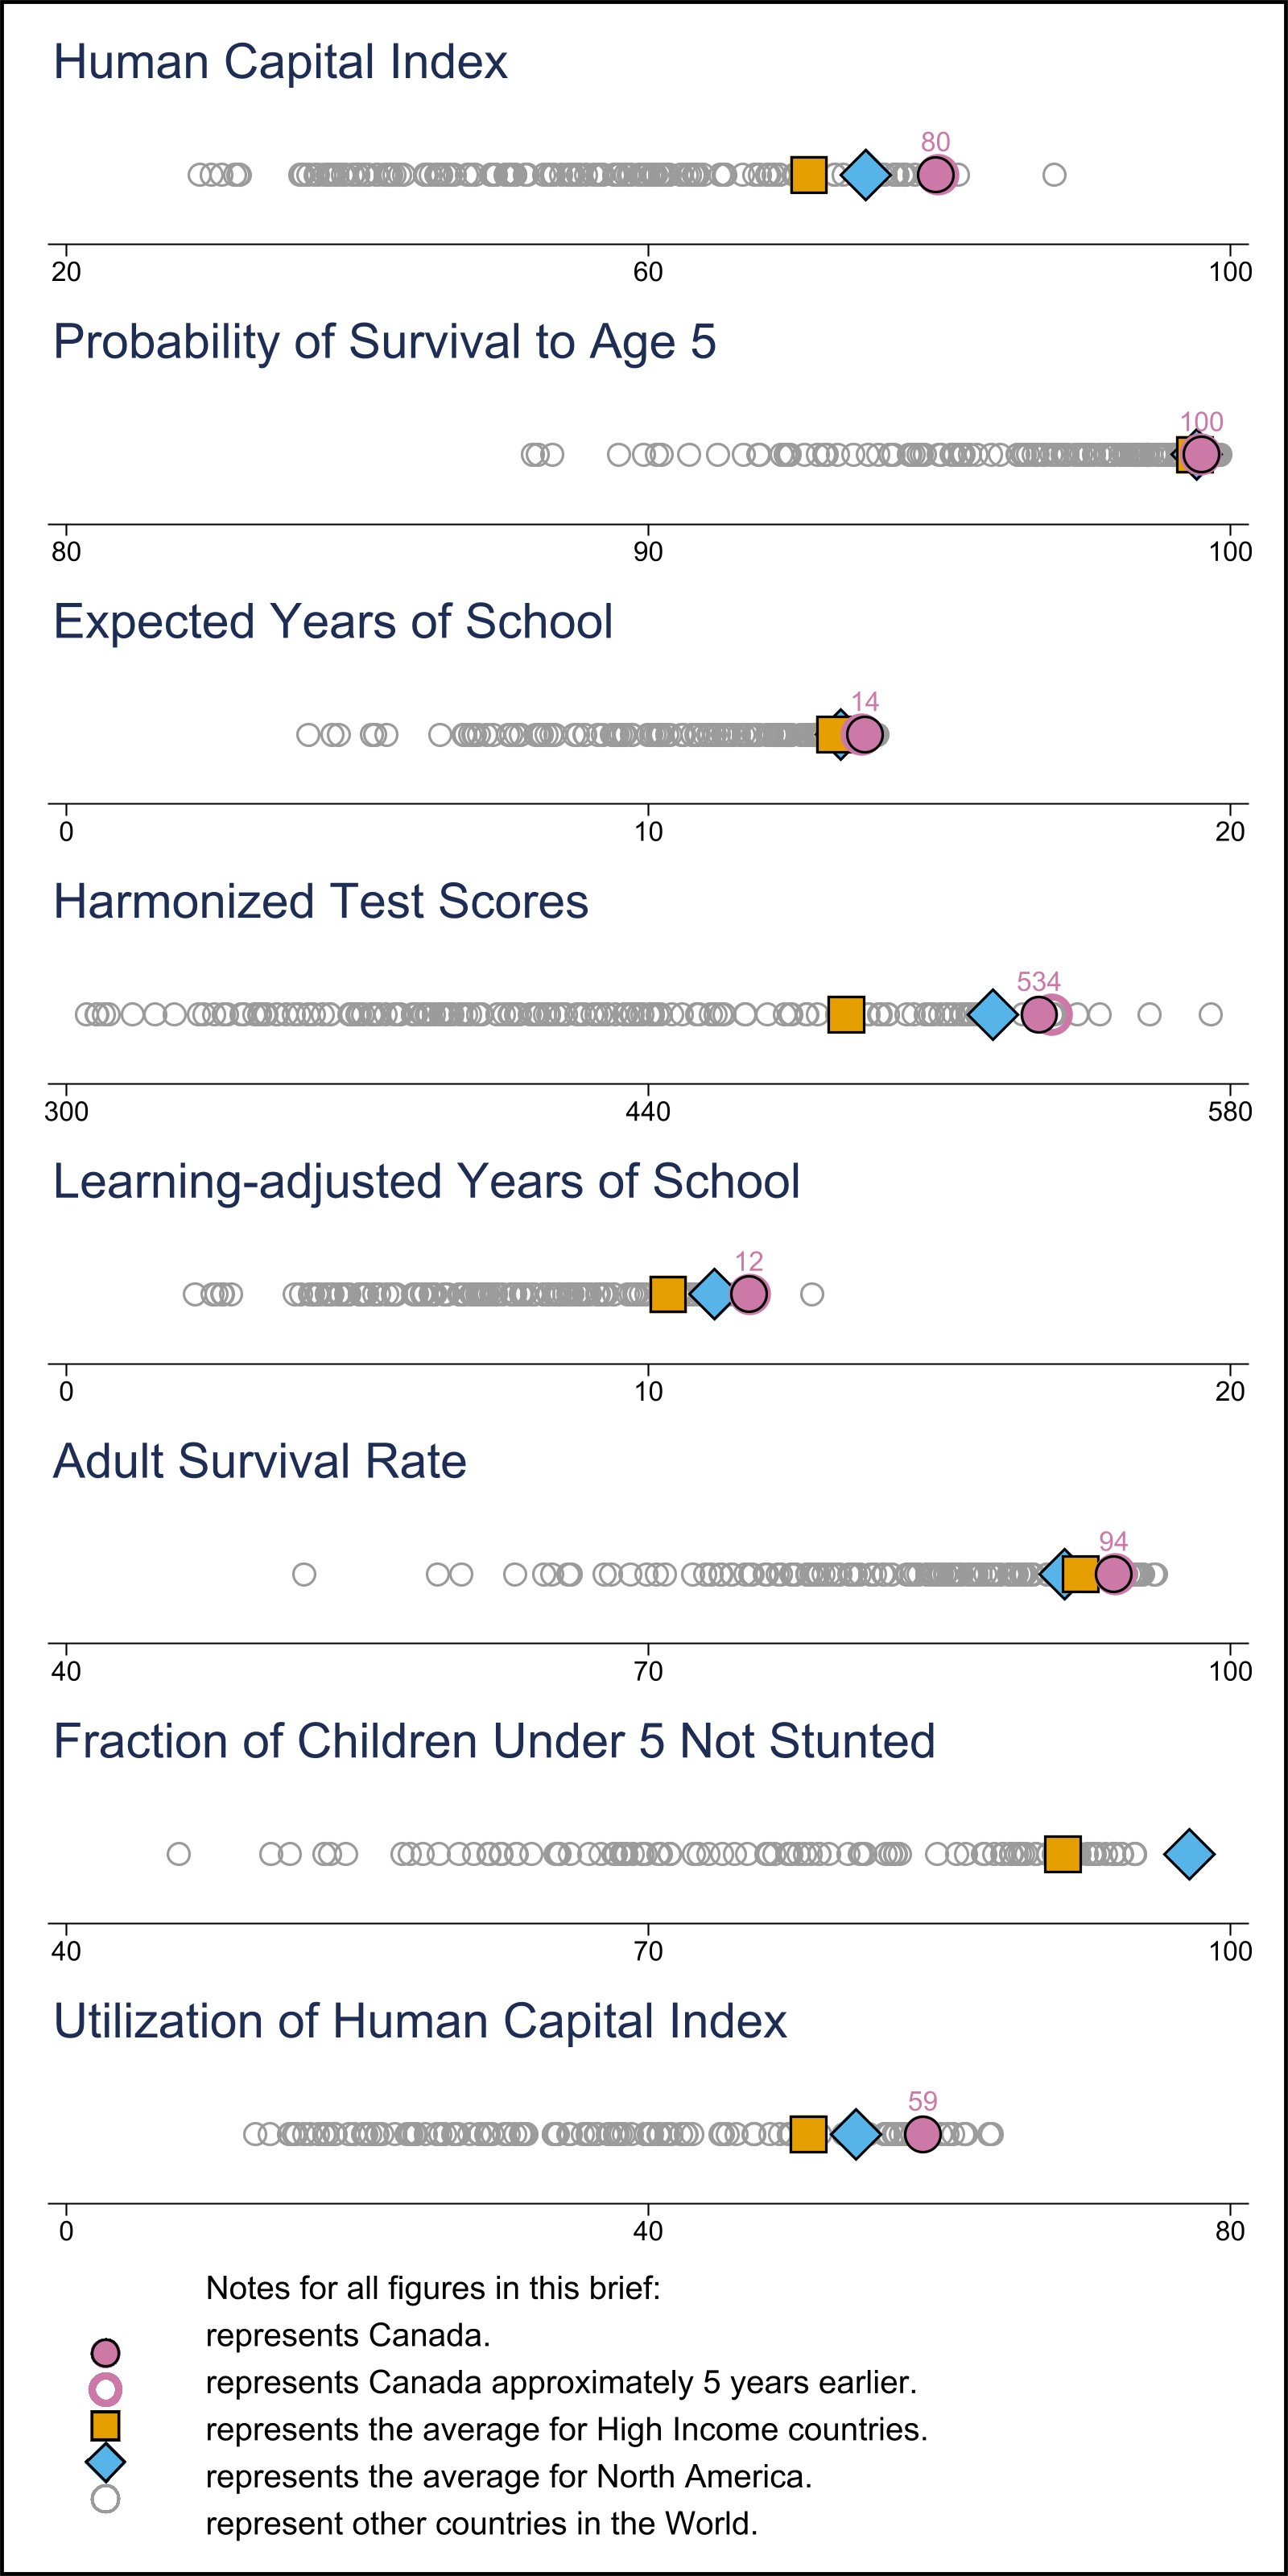 Human Capital Index
80
20 60 100
Probability of Survival to Age 5
100
80 90 100
Expected Years of School
14
0 10 20
Harmonized Test Scores
534
300 440 580
Learning-adjusted Years of School
12
0 10 20
Adult Survival Rate
94
40 70 100
Fraction of Children Under 5 Not Stunted
40 70 100
Utilization of Human Capital Index
59
0 40 80
Notes for all figures in this brief:
represents Canada.
represents Canada approximately 5 years earlier.
represents the average for High Income countries.
represents the average for North America.
represent other countries in the World.